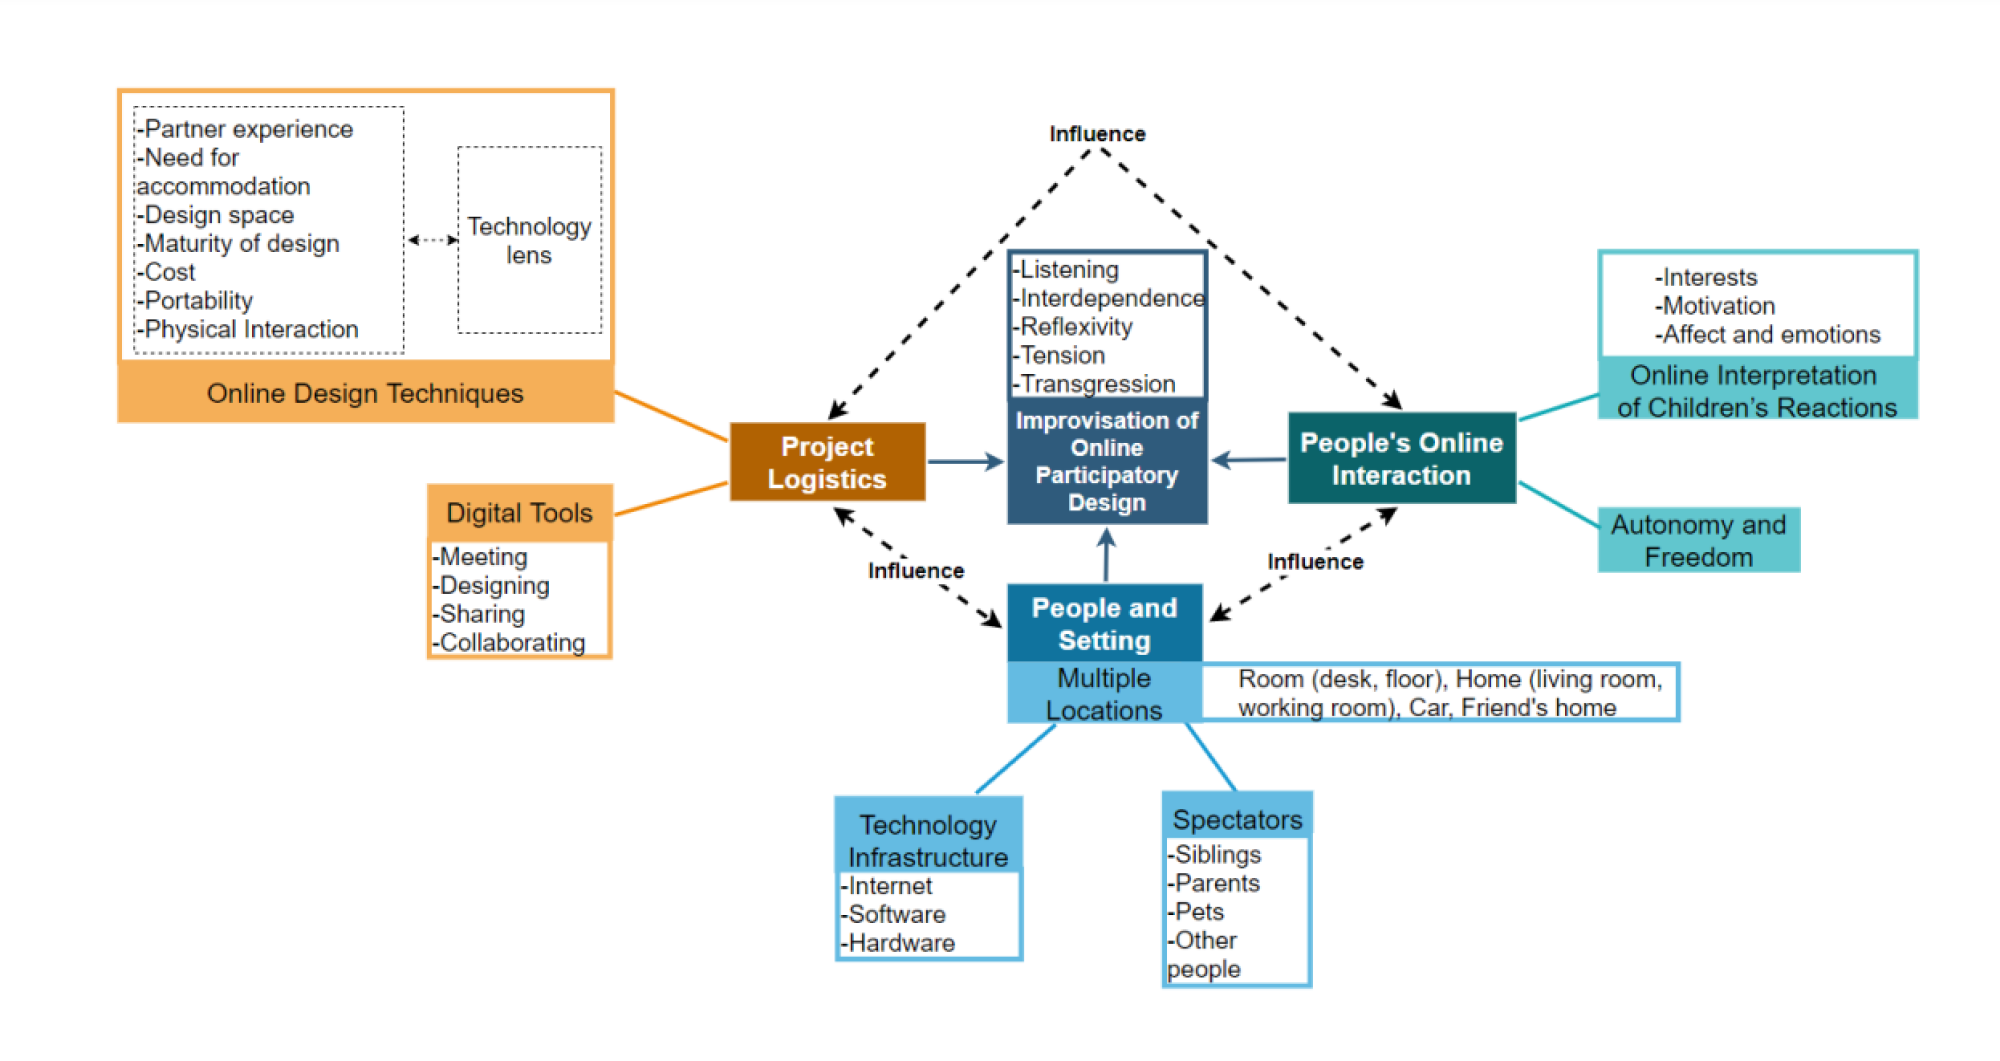 -Partner experience
-Need for
accommodation
-Design space
-Maturity of design
-Cost
-Portability
-Physical Interaction
Technology
lens
Online Design Techniques
Digital Tools
-Meeting
-Designing
-Sharing
-Collaborating
Project
Logistics
Influence
-Listening
-Interdependence
-Reflexivity
-Tension
-Transgression
Improvisation of
Online
Participatory
Design
People's Online
Interaction
-Interests
-Motivation
-Affect and emotions
Online Interpretation
of Children’s Reactions
Autonomy and
Freedom
Influence
Influence
People and
Setting
Multiple
Locations
Room (desk, floor), Home (living room,
working room), Car, Friend's home
Technology
Infrastructure
-Internet
-Software
-Hardware
Spectators
-Siblings
-Parents
-Pets
-Other
people